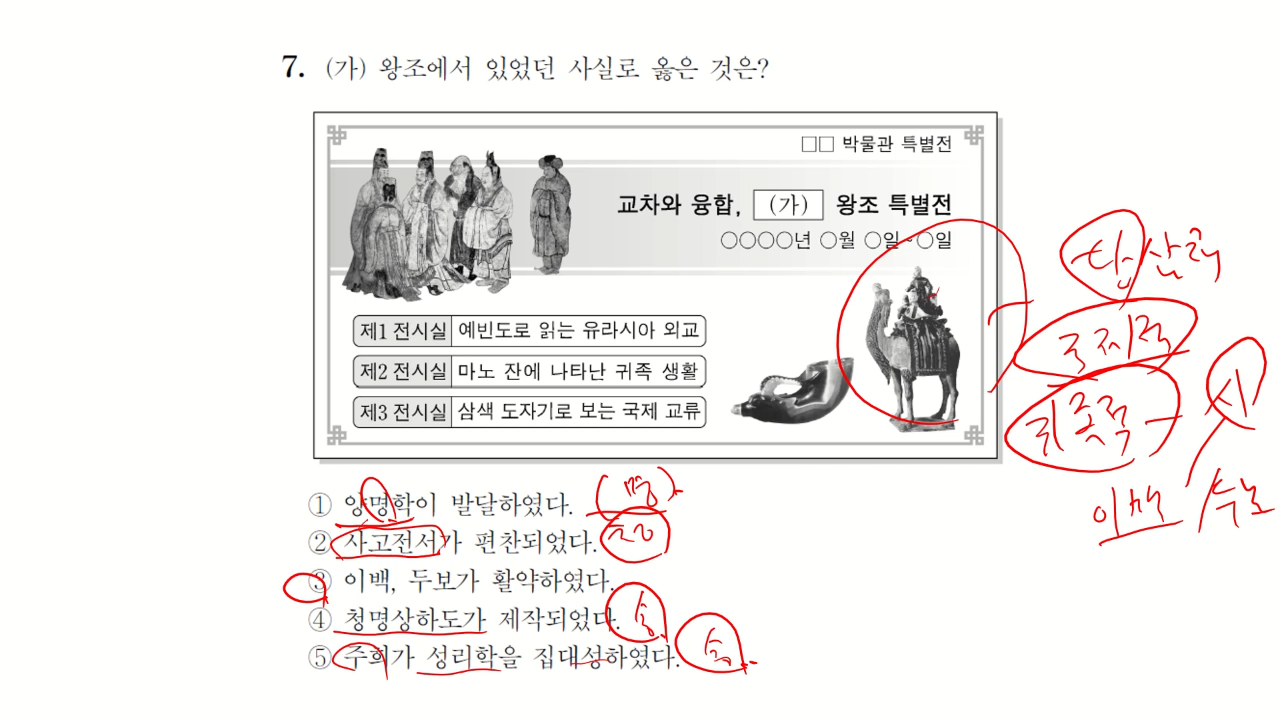 7. (가) 왕조에서 있었던 사실로 옳은 것은?
□□ 박물관 특별전
교차와 융합, (가) 왕조 특별전
○○○○년 ○월 ○일~○일
제1 전시실 예빈도로 읽는 유라시아 외교
제2 전시실 마노 잔에 나타난 귀족 생활
제3 전시실 삼색 도자기로 보는 국제 교류
당삼채
국제적
귀족적
시
이백
① 양명학이 발달하였다. (명)
② 사고전서가 편찬되었다. 청
③ 이백, 두보가 활약하였다.
④ 청명상하도가 제작되었다. 송
⑤ 주희가 성리학을 집대성하였다. 송